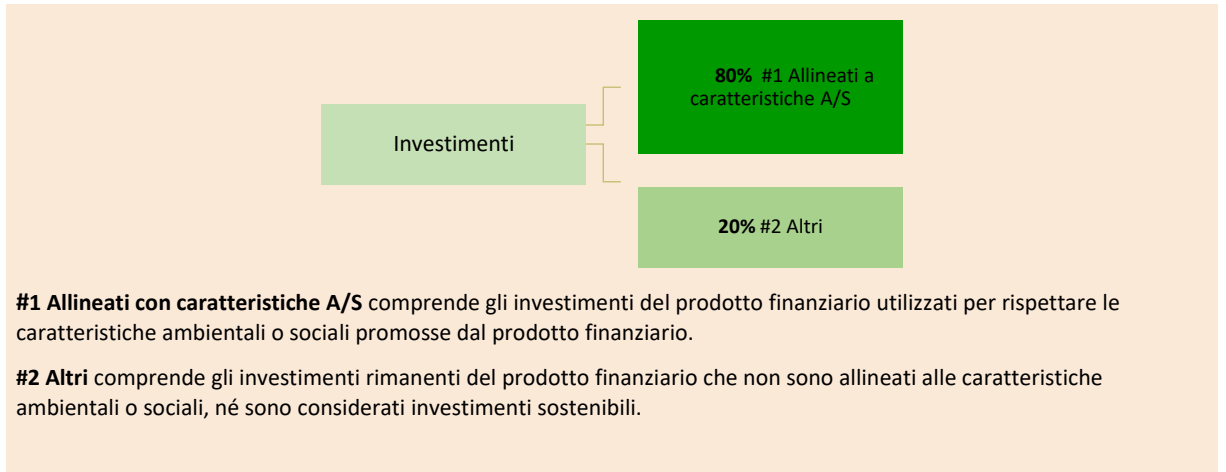 80% #1 Allineati a
caratteristiche A/S
Investimenti
20% #2 Altri
#1 Allineati con caratteristiche A/S comprende gli investimenti del prodotto finanziario utilizzati per rispettare le
caratteristiche ambientali o sociali promosse dal prodotto finanziario.
#2 Altri comprende gli investimenti rimanenti del prodotto finanziario che non sono allineati alle caratteristiche
ambientali o sociali, né sono considerati investimenti sostenibili.